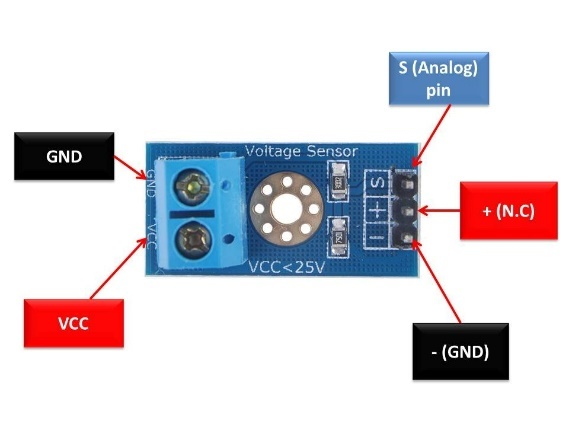 S (Analog)
pin
GND
Voltage Sensor
GND
S
+ (N.C)
+
VCC
-
VCC<25V
VCC
- (GND)